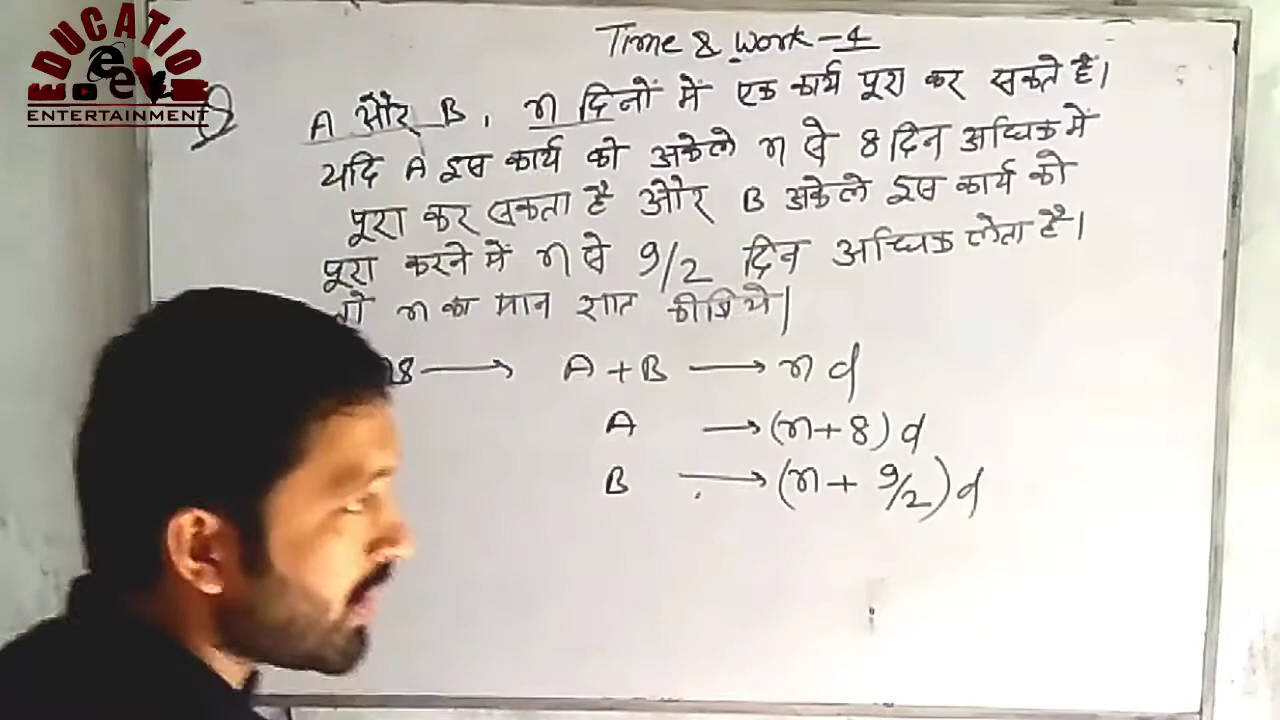 EDUCATION
ENTERTAINMENT
Time & Work - 4
Q A और B, n दिनों में एक कार्य पूरा कर सकते हैं।
यदि A इस कार्य को अकेले n से 8 दिन अधिक में
पूरा कर सकता है और B अकेले इस कार्य को
पूरा करने में n से 9/2 दिन अधिक लेता है।
n का मान ज्ञात कीजिये।
→ A + B → n d
A → (n + 8) d
B → (n + 9/2) d